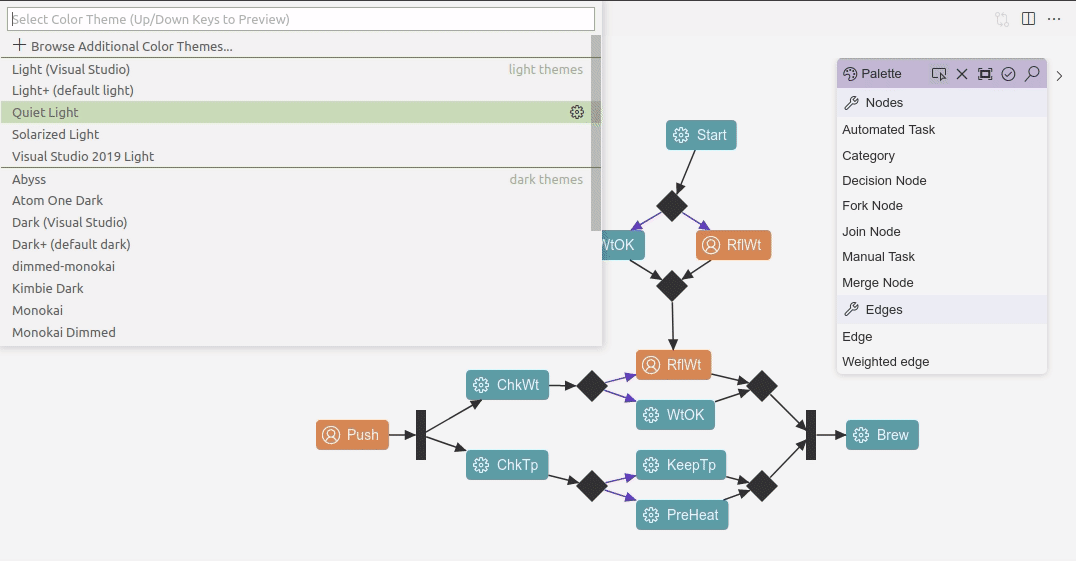 Select Color Theme (Up/Down Keys to Preview)
Browse Additional Color Themes...
Light (Visual Studio) light themes
Light+ (default light)
Quiet Light
Solarized Light
Visual Studio 2019 Light
Abyss dark themes
Atom One Dark
Dark (Visual Studio)
Dark+ (default dark)
dimmed-monokai
Kimbie Dark
Monokai
Monokai Dimmed
Palette
Nodes
Automated Task
Category
Decision Node
Fork Node
Join Node
Manual Task
Merge Node
Edges
Edge
Weighted edge
Start
WtOK
RflWt
RflWt
ChkWt
WtOK
Push
Brew
ChkTp
KeepTp
PreHeat